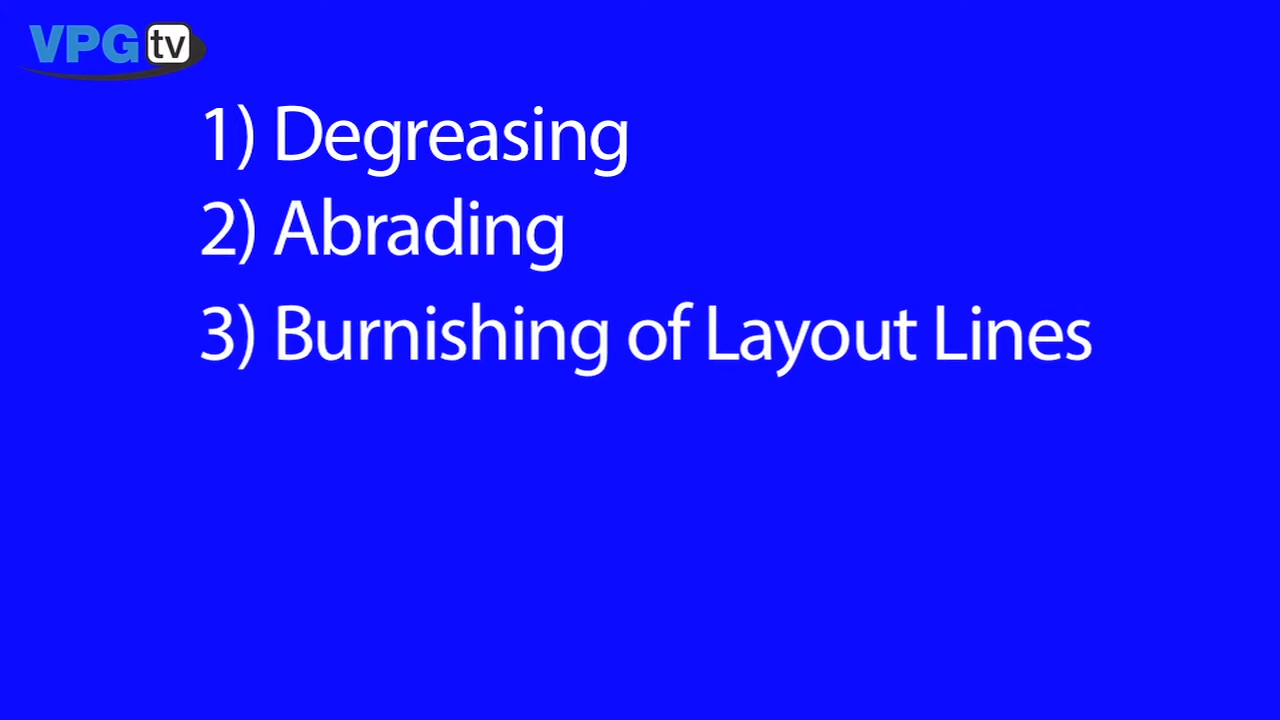 VPG tv
1) Degreasing
2) Abrading
3) Burnishing of Layout Lines